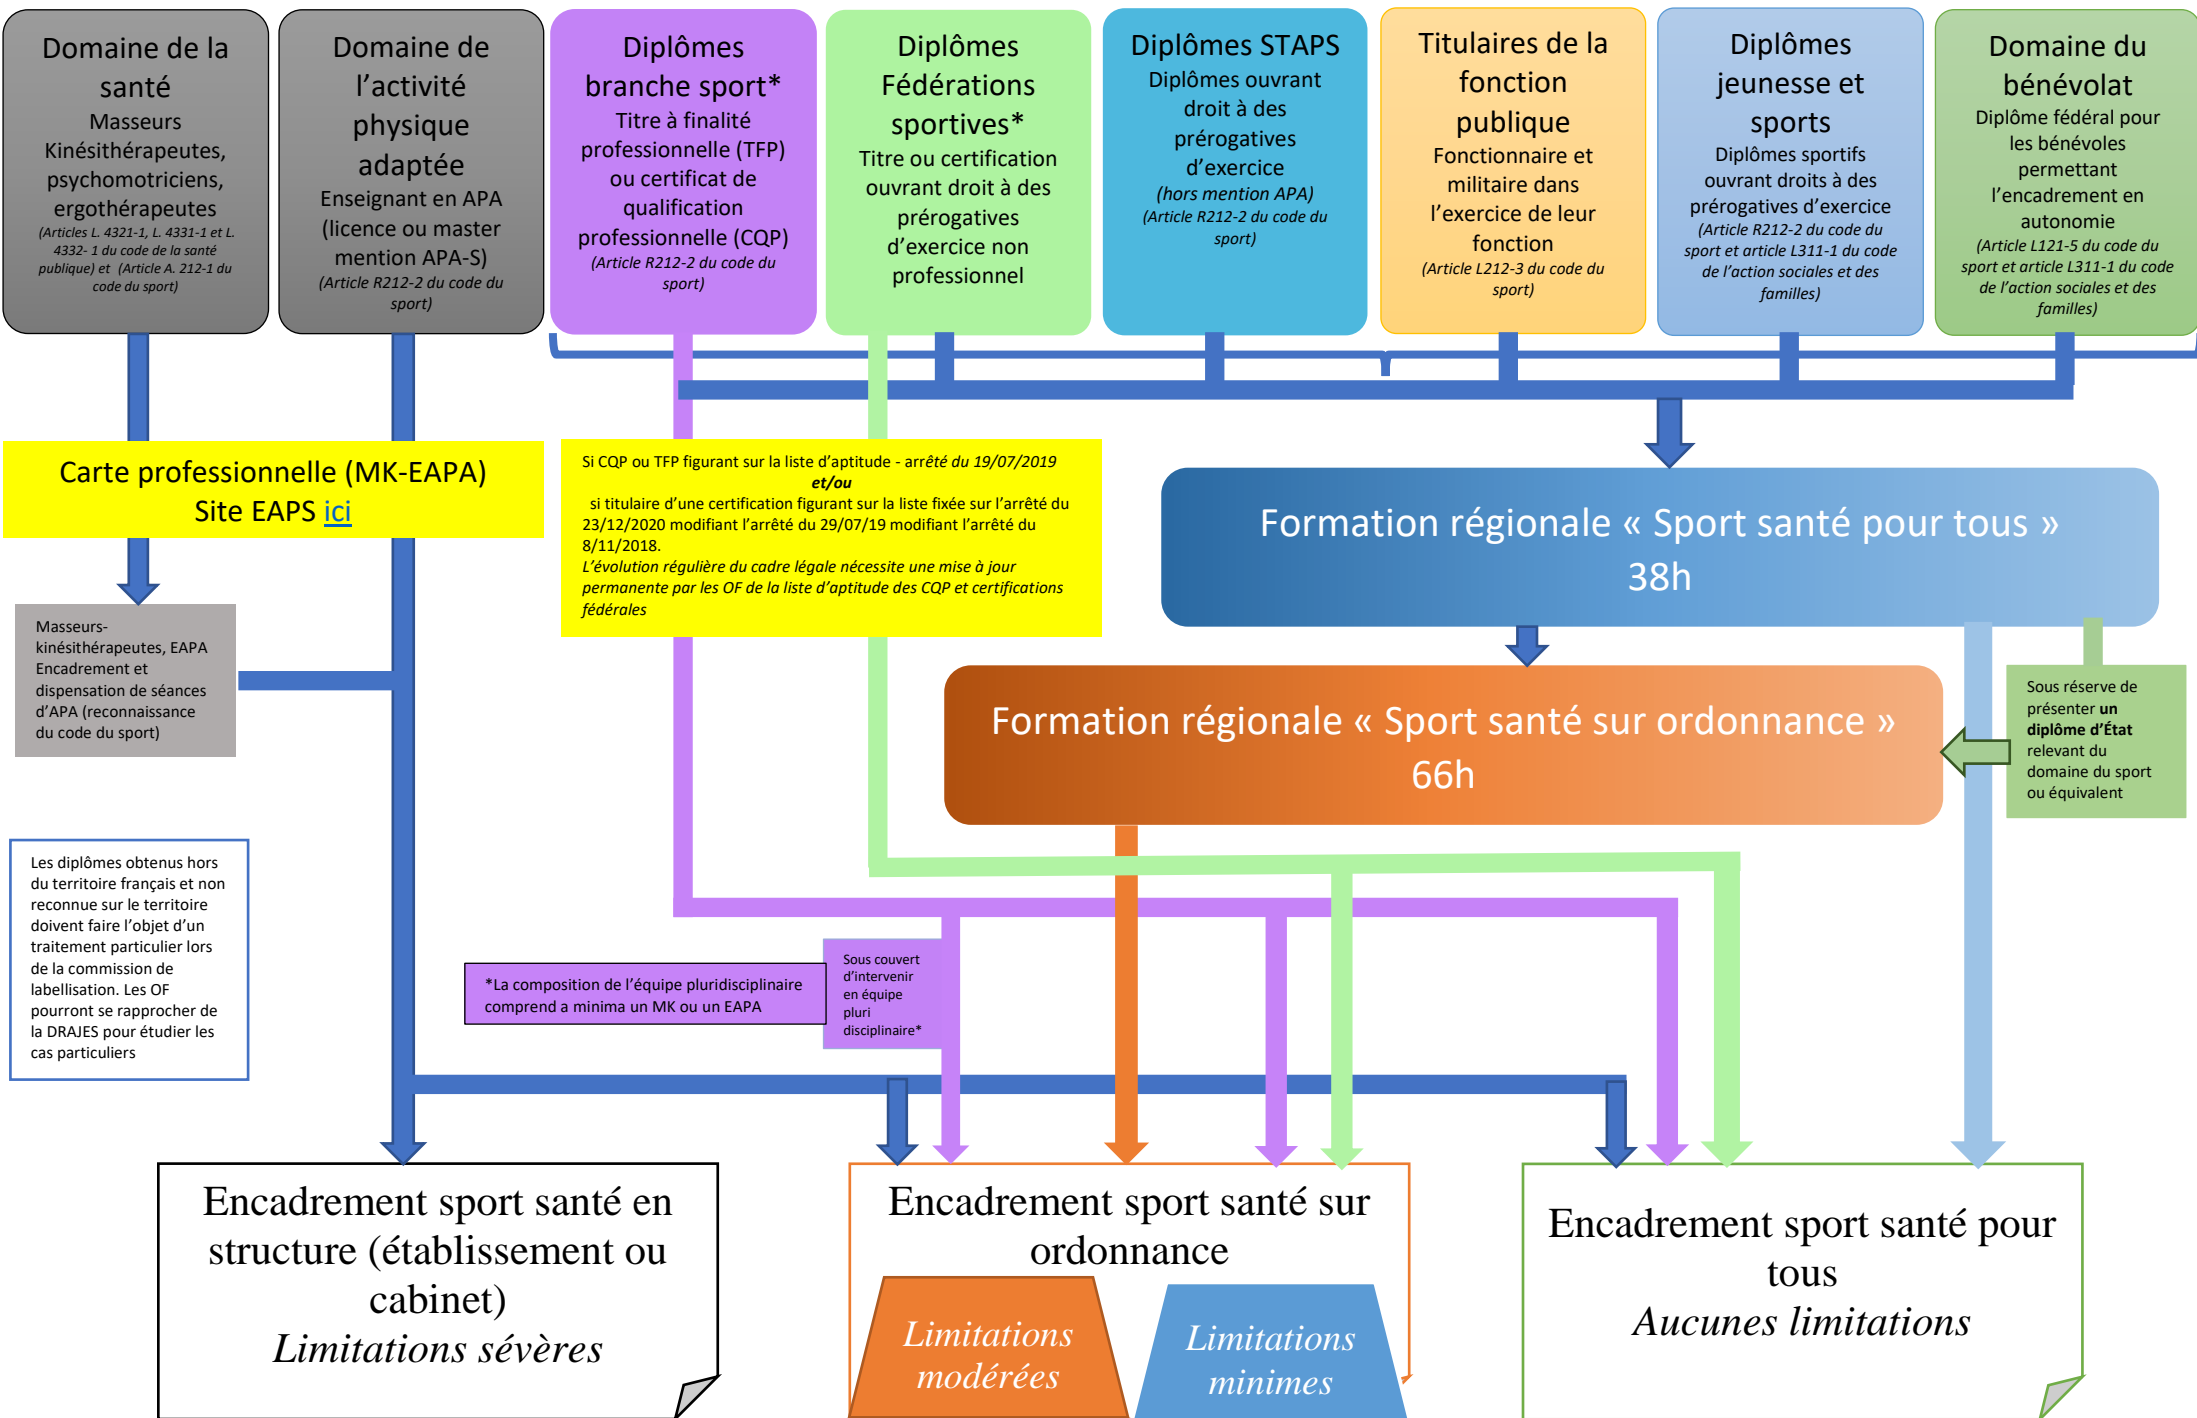 Domaine de la
santé
Masseurs
Kinésithérapeutes,
psychomotriciens,
ergothérapeutes
(Articles L. 4321-1, L. 4331-1 et L.
4332- 1 du code de la santé
publique) et (Article A. 212-1 du
code du sport)
Domaine de
l’activité
physique
adaptée
Enseignant en APA
(licence ou master
mention APA-S)
(Article R212-2 du code du
sport)
Diplômes
branche sport*
Titre à finalité
professionnelle (TFP)
ou certificat de
qualification
professionnelle (CQP)
(Article R212-2 du code du
sport)
Diplômes
Fédérations
sportives*
Titre ou certification
ouvrant droit à des
prérogatives
d’exercice non
professionnel
Diplômes STAPS
Diplômes ouvrant
droit à des
prérogatives
d’exercice
(hors mention APA)
(Article R212-2 du code du
sport)
Titulaires de la
fonction
publique
Fonctionnaire et
militaire dans
l’exercice de leur
fonction
(Article L212-3 du code du
sport)
Diplômes
jeunesse et
sports
Diplômes sportifs
ouvrant droits à des
prérogatives d’exercice
(Article R212-2 du code du
sport et article L311-1 du code
de l’action sociales et des
familles)
Domaine du
bénévolat
Diplôme fédéral pour
les bénévoles
permettant
l’encadrement en
autonomie
(Article L121-5 du code du
sport et article L311-1 du code
de l’action sociales et des
familles)
Carte professionnelle (MK-EAPA)
Site EAPS ici
Si CQP ou TFP figurant sur la liste d’aptitude - arrêté du 19/07/2019
et/ou
si titulaire d’une certification figurant sur la liste fixée sur l’arrêté du
23/12/2020 modifiant l’arrêté du 29/07/19 modifiant l’arrêté du
8/11/2018.
L’évolution régulière du cadre légale nécessite une mise à jour
permanente par les OF de la liste d’aptitude des CQP et certifications
fédérales
Formation régionale « Sport santé pour tous »
38h
Masseurs-
kinésithérapeutes, EAPA
Encadrement et
dispensation de séances
d’APA (reconnaissance
du code du sport)
Formation régionale « Sport santé sur ordonnance »
66h
Sous réserve de
présenter un
diplôme d’État
relevant du
domaine du sport
ou équivalent
Les diplômes obtenus hors
du territoire français et non
reconnue sur le territoire
doivent faire l’objet d’un
traitement particulier lors
de la commission de
labellisation. Les OF
pourront se rapprocher de
la DRAJES pour étudier les
cas particuliers
*La composition de l’équipe pluridisciplinaire
comprend a minima un MK ou un EAPA
Sous couvert
d’intervenir
en équipe
pluri
disciplinaire*
Encadrement sport santé en
structure (établissement ou
cabinet)
Limitations sévères
Encadrement sport santé sur
ordonnance
Limitations
modérées
Limitations
minimes
Encadrement sport santé pour
tous
Aucunes limitations